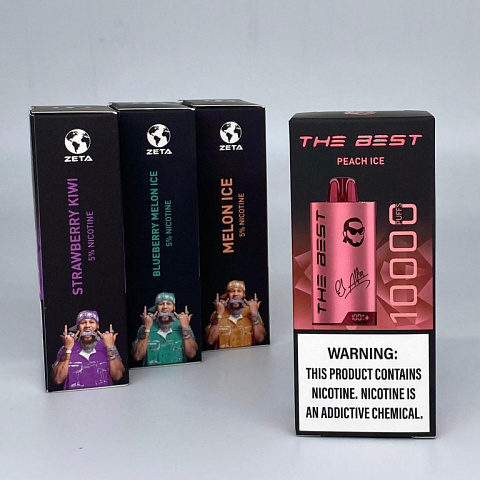 ZETA
STRAWBERRY KIWI
5% NICOTINE
ZETA
BLUEBERRY MELON ICE
5% NICOTINE
ZETA
MELON ICE
5% NICOTINE
THE BEST
PEACH ICE
THE BEST
100%
10000
PUFFS
WARNING:
THIS PRODUCT CONTAINS
NICOTINE. NICOTINE IS
AN ADDICTIVE CHEMICAL.